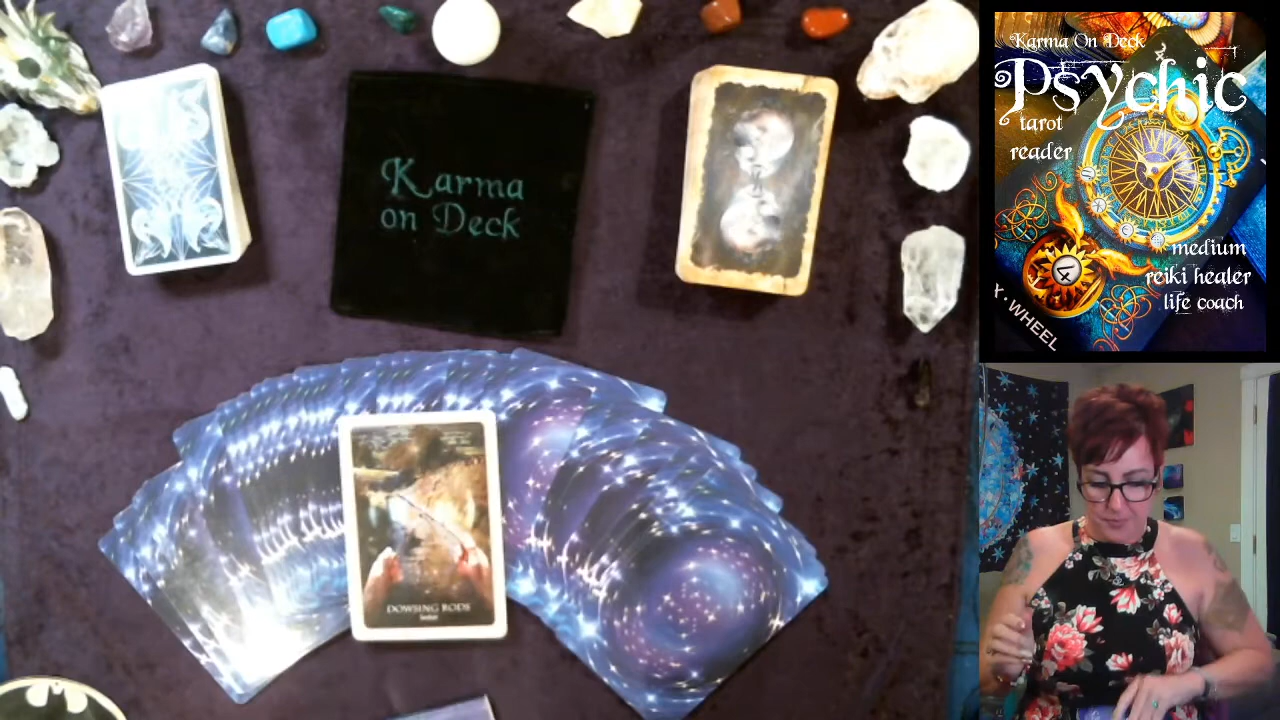 Karma
on Deck
DOWSING RODS
Karma On Deck
Psychic
tarot
reader
medium
reiki healer
life coach
X • WHEEL